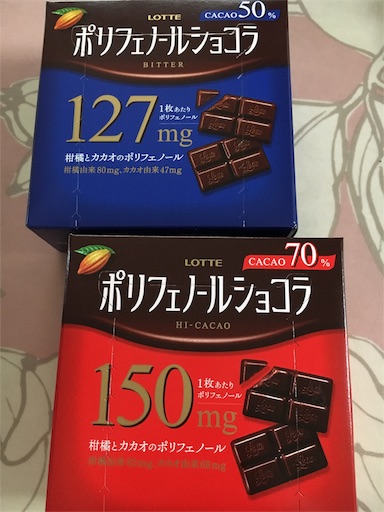 LOTTE
CACAO 50%
ポリフェノールショコラ
BITTER
127mg
1枚あたり
ポリフェノール
柑橘とカカオのポリフェノール
柑橘由来80mg、カカオ由来47mg
LOTTE
CACAO 70%
ポリフェノールショコラ
HI-CACAO
150mg
1枚あたり
ポリフェノール
柑橘とカカオのポリフェノール